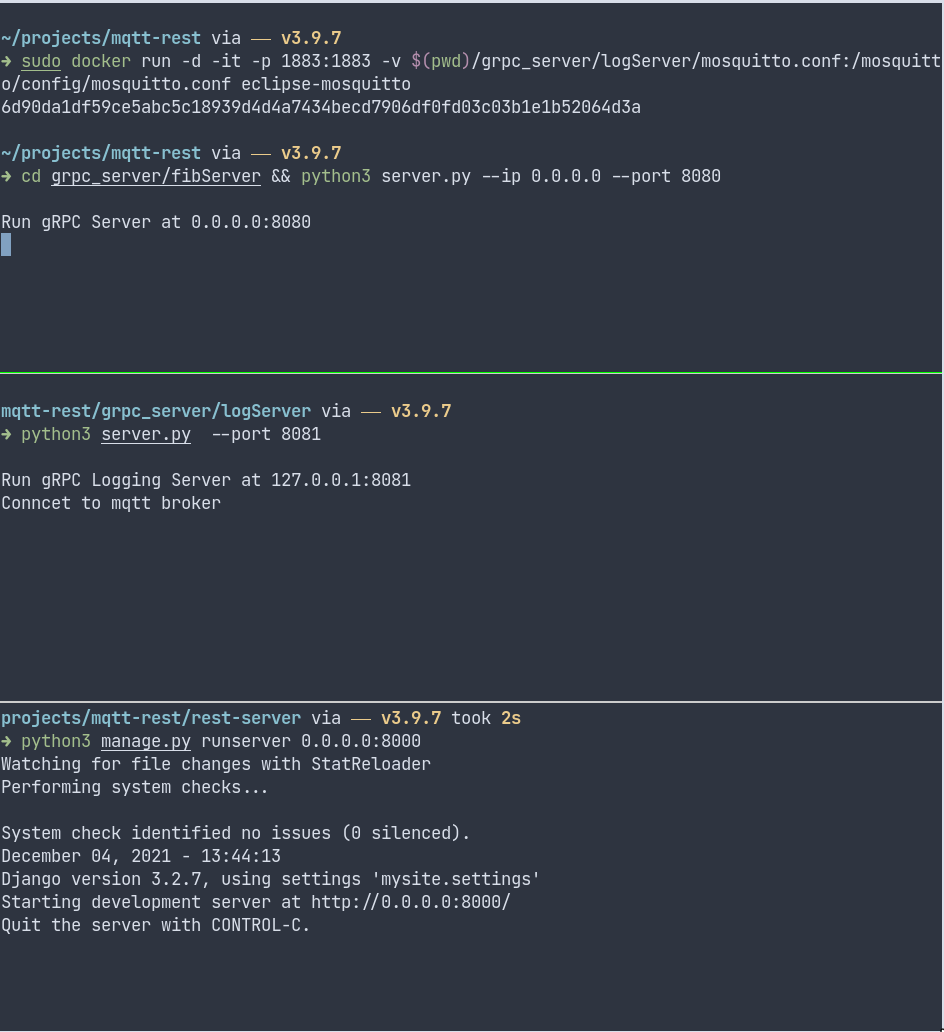 ~/projects/mqtt-rest via —— v3.9.7
➜ sudo docker run -d -it -p 1883:1883 -v $(pwd)/grpc_server/logServer/mosquitto.conf:/mosquitt
o/config/mosquitto.conf eclipse-mosquitto
6d90da1df59ce5abc5c18939d4d4a7434becd7906df0fd03c03b1e1b52064d3a
~/projects/mqtt-rest via —— v3.9.7
➜ cd grpc_server/fibServer && python3 server.py --ip 0.0.0.0 --port 8080
Run gRPC Server at 0.0.0.0:8080
mqtt-rest/grpc_server/logServer via —— v3.9.7
➜ python3 server.py  --port 8081
Run gRPC Logging Server at 127.0.0.1:8081
Conncet to mqtt broker
projects/mqtt-rest/rest-server via —— v3.9.7 took 2s
➜ python3 manage.py runserver 0.0.0.0:8000
Watching for file changes with StatReloader
Performing system checks...
System check identified no issues (0 silenced).
December 04, 2021 - 13:44:13
Django version 3.2.7, using settings 'mysite.settings'
Starting development server at http://0.0.0.0:8000/
Quit the server with CONTROL-C.